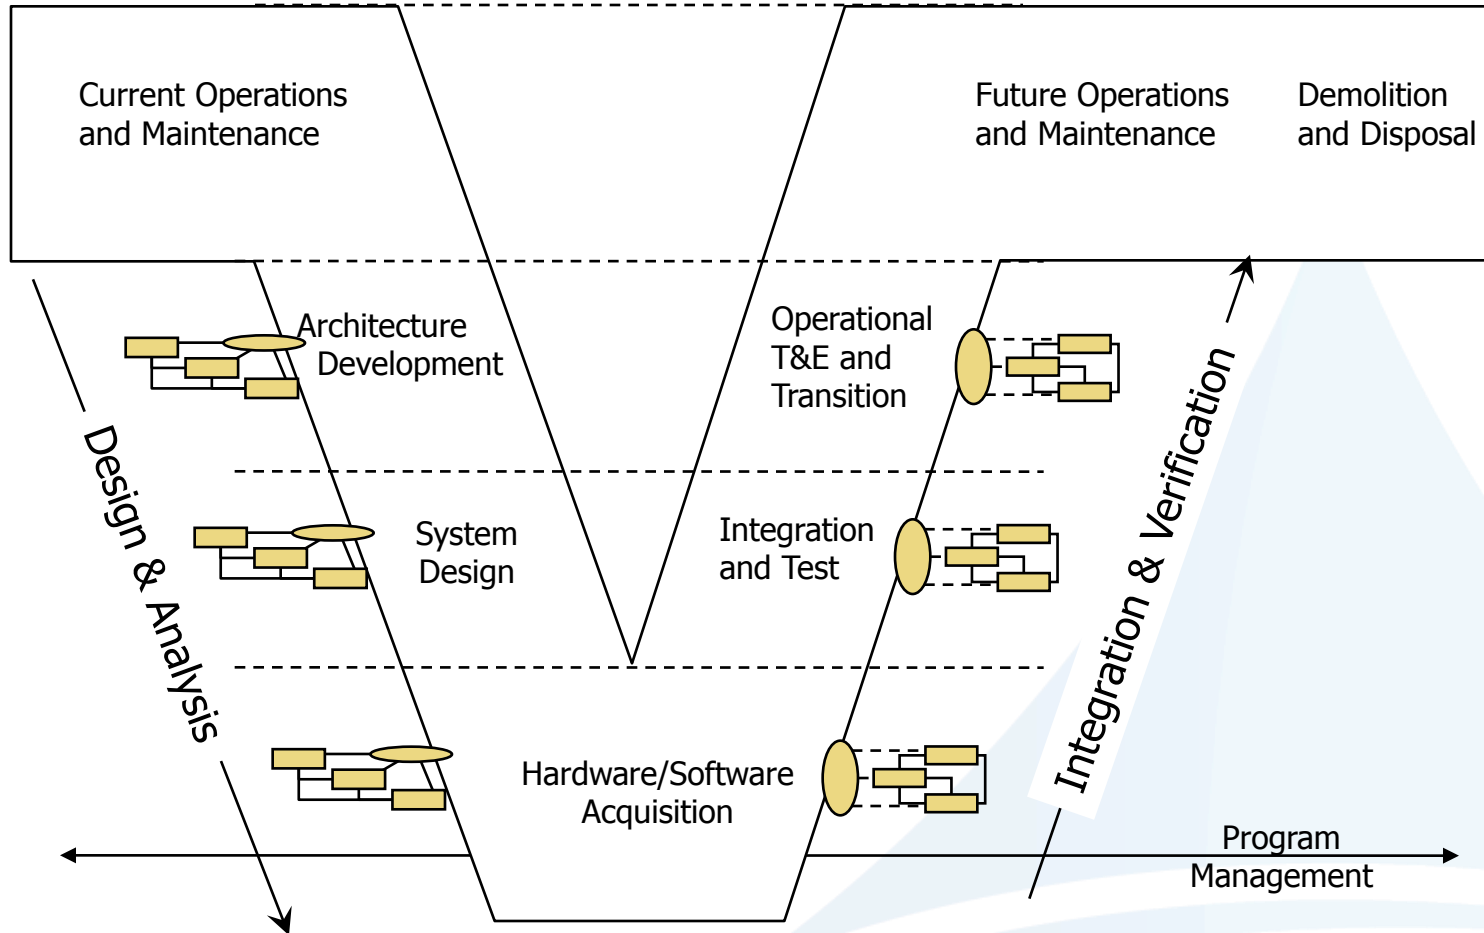 Current Operations
and Maintenance
Future Operations
and Maintenance
Demolition
and Disposal
Architecture
Development
Operational
T&E and
Transition
Design & Analysis
System
Design
Integration
and Test
Integration & Verification
Hardware/Software
Acquisition
Program
Management